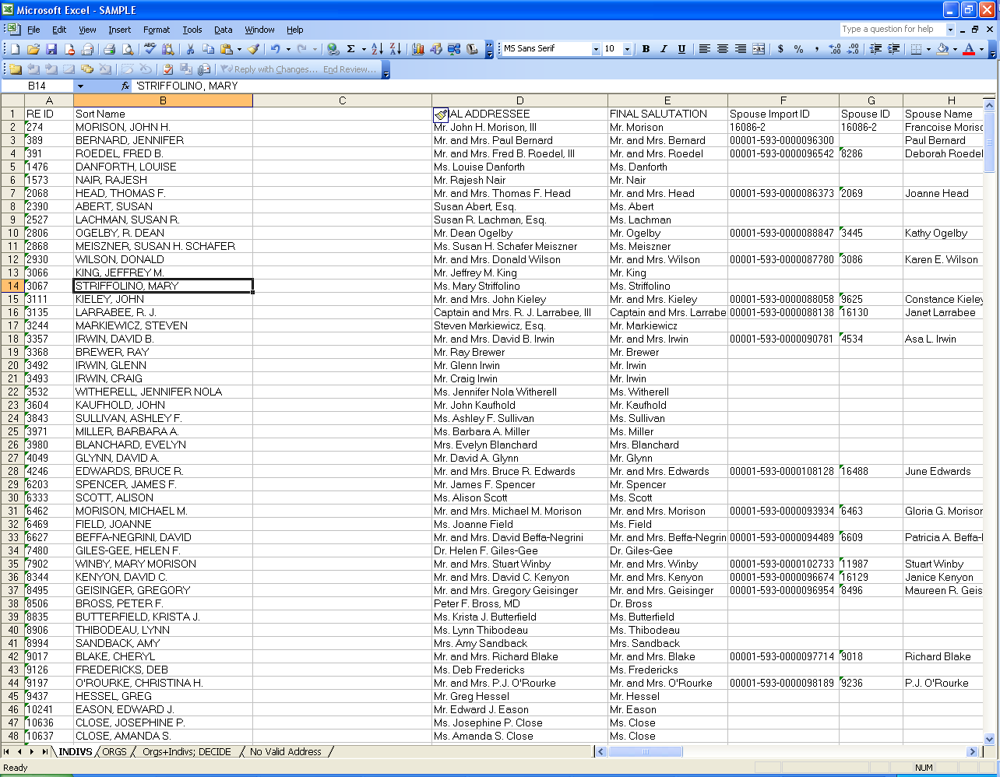 Microsoft Excel - SAMPLE
File Edit View Insert Format Tools Data Window Help Type a question for help
MS Sans Serif 10 B I U $ % ,
Reply with Changes... End Review...
B14 fx 'STRIFFOLINO, MARY
A B C D E F G H
1 RE ID Sort Name AL ADDRESSEE FINAL SALUTATION Spouse Import ID Spouse ID Spouse Name
2 274 MORISON, JOHN H. Mr. John H. Morison, III Mr. Morison 16086-2 16086-2 Francoise Moriso
3 389 BERNARD, JENNIFER Mr. and Mrs. Paul Bernard Mr. and Mrs. Bernard 00001-593-0000096300 Paul Bernard
4 391 ROEDEL, FRED B. Mr. and Mrs. Fred B. Roedel, III Mr. and Mrs. Roedel 00001-593-0000096542 8286 Deborah Roedel
5 1476 DANFORTH, LOUISE Ms. Louise Danforth Ms. Danforth
6 1573 NAIR, RAJESH Mr. Rajesh Nair Mr. Nair
7 2068 HEAD, THOMAS F. Mr. and Mrs. Thomas F. Head Mr. and Mrs. Head 00001-593-0000086373 2069 Joanne Head
8 2390 ABERT, SUSAN Susan Abert, Esq. Ms. Abert
9 2527 LACHMAN, SUSAN R. Susan R. Lachman, Esq. Ms. Lachman
10 2806 OGELBY, R. DEAN Mr. Dean Ogelby Mr. Ogelby 00001-593-0000088847 3445 Kathy Ogelby
11 2868 MEISZNER, SUSAN H. SCHAFER Ms. Susan H. Schafer Meiszner Ms. Meiszner
12 2930 WILSON, DONALD Mr. and Mrs. Donald Wilson Mr. and Mrs. Wilson 00001-593-0000087780 3086 Karen E. Wilson
13 3066 KING, JEFFREY M. Mr. Jeffrey M. King Mr. King
14 3067 STRIFFOLINO, MARY Ms. Mary Striffolino Ms. Striffolino
15 3111 KIELEY, JOHN Mr. and Mrs. John Kieley Mr. and Mrs. Kieley 00001-593-0000088058 9625 Constance Kieley
16 3135 LARRABEE, R. J. Captain and Mrs. R. J. Larrabee, III Captain and Mrs. Larrabe 00001-593-0000088138 16130 Janet Larrabee
17 3244 MARKIEWICZ, STEVEN Steven Markiewicz, Esq. Mr. Markiewicz
18 3357 IRWIN, DAVID B. Mr. and Mrs. David B. Irwin Mr. and Mrs. Irwin 00001-593-0000090781 4534 Asa L. Irwin
19 3368 BREWER, RAY Mr. Ray Brewer Mr. Brewer
20 3492 IRWIN, GLENN Mr. Glenn Irwin Mr. Irwin
21 3493 IRWIN, CRAIG Mr. Craig Irwin Mr. Irwin
22 3532 WITHERELL, JENNIFER NOLA Ms. Jennifer Nola Witherell Ms. Witherell
23 3604 KAUFHOLD, JOHN Mr. John Kaufhold Mr. Kaufhold
24 3843 SULLIVAN, ASHLEY F. Ms. Ashley F. Sullivan Ms. Sullivan
25 3971 MILLER, BARBARA A. Ms. Barbara A. Miller Ms. Miller
26 3980 BLANCHARD, EVELYN Mrs. Evelyn Blanchard Mrs. Blanchard
27 4049 GLYNN, DAVID A. Mr. David A. Glynn Mr. Glynn
28 4246 EDWARDS, BRUCE R. Mr. and Mrs. Bruce R. Edwards Mr. and Mrs. Edwards 00001-593-0000108128 16488 June Edwards
29 6203 SPENCER, JAMES F. Mr. James F. Spencer Mr. Spencer
30 6333 SCOTT, ALISON Ms. Alison Scott Ms. Scott
31 6462 MORISON, MICHAEL M. Mr. and Mrs. Michael M. Morison Mr. and Mrs. Morison 00001-593-0000093934 6463 Gloria G. Morison
32 6469 FIELD, JOANNE Ms. Joanne Field Ms. Field
33 6627 BEFFA-NEGRINI, DAVID Mr. and Mrs. David Beffa-Negrini Mr. and Mrs. Beffa-Negrin 00001-593-0000094489 6609 Patricia A. Beffa-
34 7480 GILES-GEE, HELEN F. Dr. Helen F. Giles-Gee Dr. Giles-Gee
35 7902 WINBY, MARY MORISON Mr. and Mrs. Stuart Winby Mr. and Mrs. Winby 00001-593-0000102733 11987 Stuart Winby
36 8344 KENYON, DAVID C. Mr. and Mrs. David C. Kenyon Mr. and Mrs. Kenyon 00001-593-0000096674 16129 Janice Kenyon
37 8495 GEISINGER, GREGORY Mr. and Mrs. Gregory Geisinger Mr. and Mrs. Geisinger 00001-593-0000096954 8496 Maureen R. Geis
38 8506 BROSS, PETER F. Peter F. Bross, MD Dr. Bross
39 8835 BUTTERFIELD, KRISTA J. Ms. Krista J. Butterfield Ms. Butterfield
40 8906 THIBODEAU, LYNN Ms. Lynn Thibodeau Ms. Thibodeau
41 8994 SANDBACK, AMY Mrs. Amy Sandback Mrs. Sandback
42 9017 BLAKE, CHERYL Mr. and Mrs. Richard Blake Mr. and Mrs. Blake 00001-593-0000097714 9018 Richard Blake
43 9126 FREDERICKS, DEB Ms. Deb Fredericks Ms. Fredericks
44 9197 O'ROURKE, CHRISTINA H. Mr. and Mrs. P.J. O'Rourke Mr. and Mrs. O'Rourke 00001-593-0000098189 9236 P.J. O'Rourke
45 9437 HESSEL, GREG Mr. Greg Hessel Mr. Hessel
46 10241 EASON, EDWARD J. Mr. Edward J. Eason Mr. Eason
47 10636 CLOSE, JOSEPHINE P. Ms. Josephine P. Close Ms. Close
48 10637 CLOSE, AMANDA S. Ms. Amanda S. Close Ms. Close
INDIVS ORGS Orgs+Indivs; DECIDE No Valid Address
Ready NUM